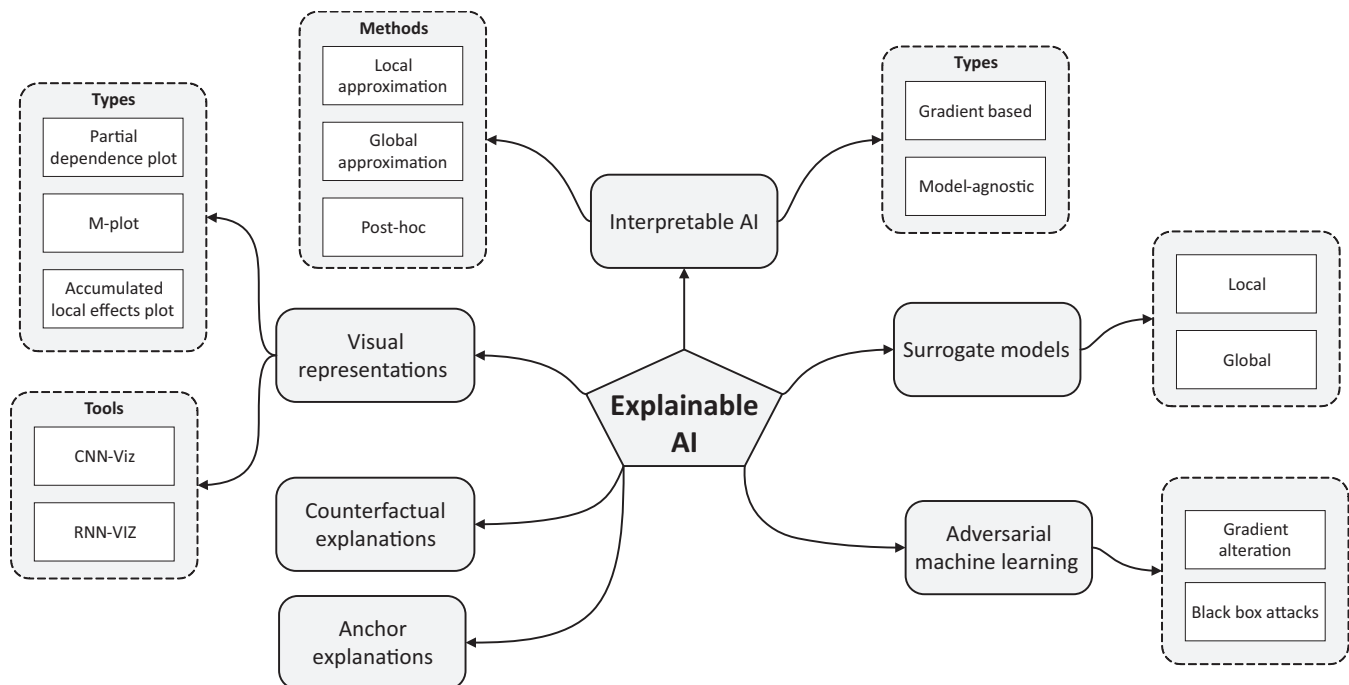 Methods
Local
approximation
Global
approximation
Post-hoc
Types
Gradient based
Model-agnostic
Types
Partial
dependence plot
M-plot
Accumulated
local effects plot
Interpretable AI
Local
Global
Visual
representations
Surrogate models
Explainable
AI
Tools
CNN-Viz
RNN-VIZ
Counterfactual
explanations
Adversarial
machine learning
Gradient
alteration
Black box attacks
Anchor
explanations